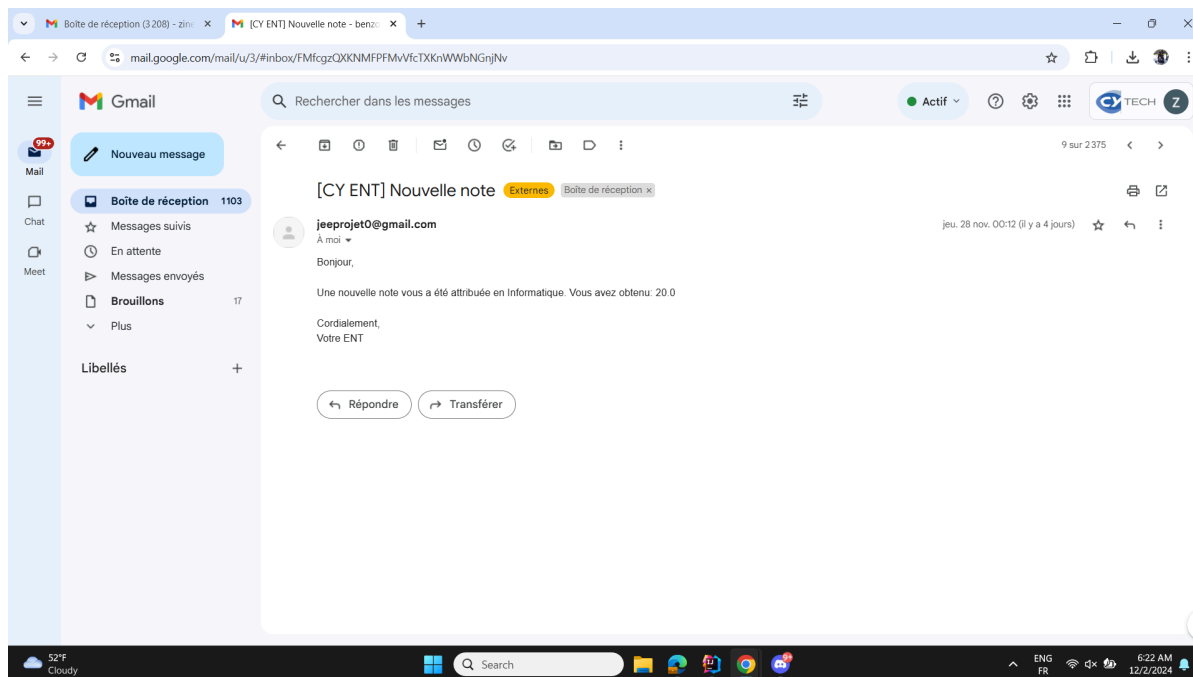 Boîte de réception (3 208) - zine
[CY ENT] Nouvelle note - benzo
mail.google.com/mail/u/3/#inbox/FMfcgzQXKNMFPFMvVfcTXKnWWbNGnjNv
Gmail
Rechercher dans les messages
Actif
CY TECH
Z
99+
Mail
Chat
Meet
Nouveau message
Boîte de réception 1103
Messages suivis
En attente
Messages envoyés
Brouillons 17
Plus
Libellés
9 sur 2 375
[CY ENT] Nouvelle note Externes Boîte de réception ×
jeeprojet0@gmail.com
jeu. 28 nov. 00:12 (il y a 4 jours)
À moi
Bonjour,
Une nouvelle note vous a été attribuée en Informatique. Vous avez obtenu: 20.0
Cordialement,
Votre ENT
Répondre
Transférer
52°F
Cloudy
Search
9+
ENG
FR
6:22 AM
12/2/2024